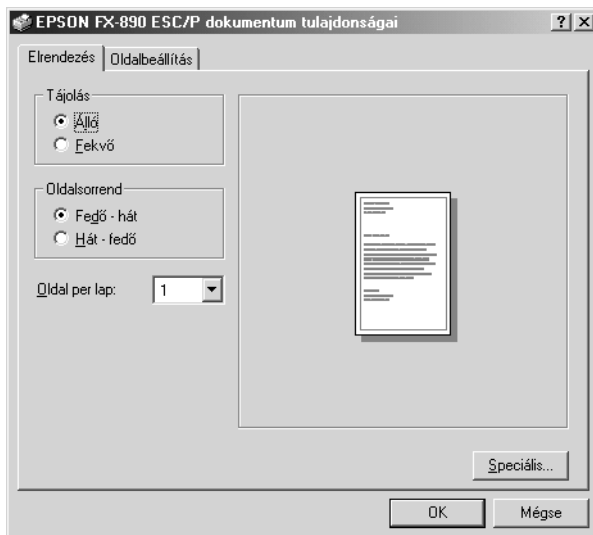 EPSON FX-890 ESC/P dokumentum tulajdonságai
Elrendezés
Oldalbeállítás
Tájolás
Álló
Fekvő
Oldalsorrend
Fedő - hát
Hát - fedő
Oldal per lap: 1
Speciális...
OK
Mégse